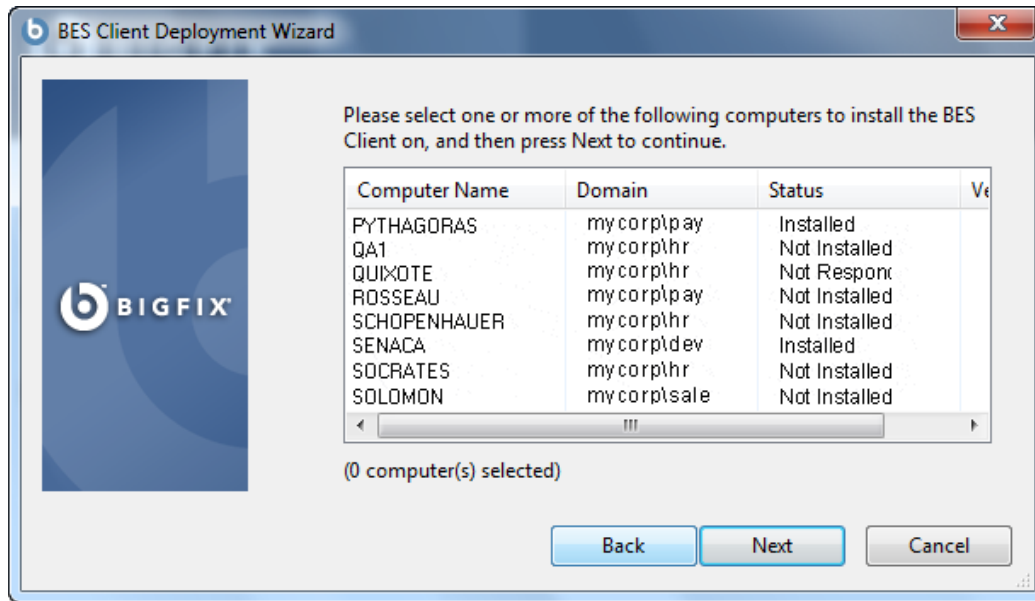 BES Client Deployment Wizard
BIGFIX
Please select one or more of the following computers to install the BES
Client on, and then press Next to continue.
Computer Name Domain Status Ve
PYTHAGORAS mycorp\pay Installed
QA1 mycorp\hr Not Installed
QUIXOTE mycorp\hr Not Respond
ROSSEAU mycorp\pay Not Installed
SCHOPENHAUER mycorp\hr Not Installed
SENACA mycorp\dev Installed
SOCRATES mycorp\hr Not Installed
SOLOMON mycorp\sale Not Installed
(0 computer(s) selected)
Back Next Cancel